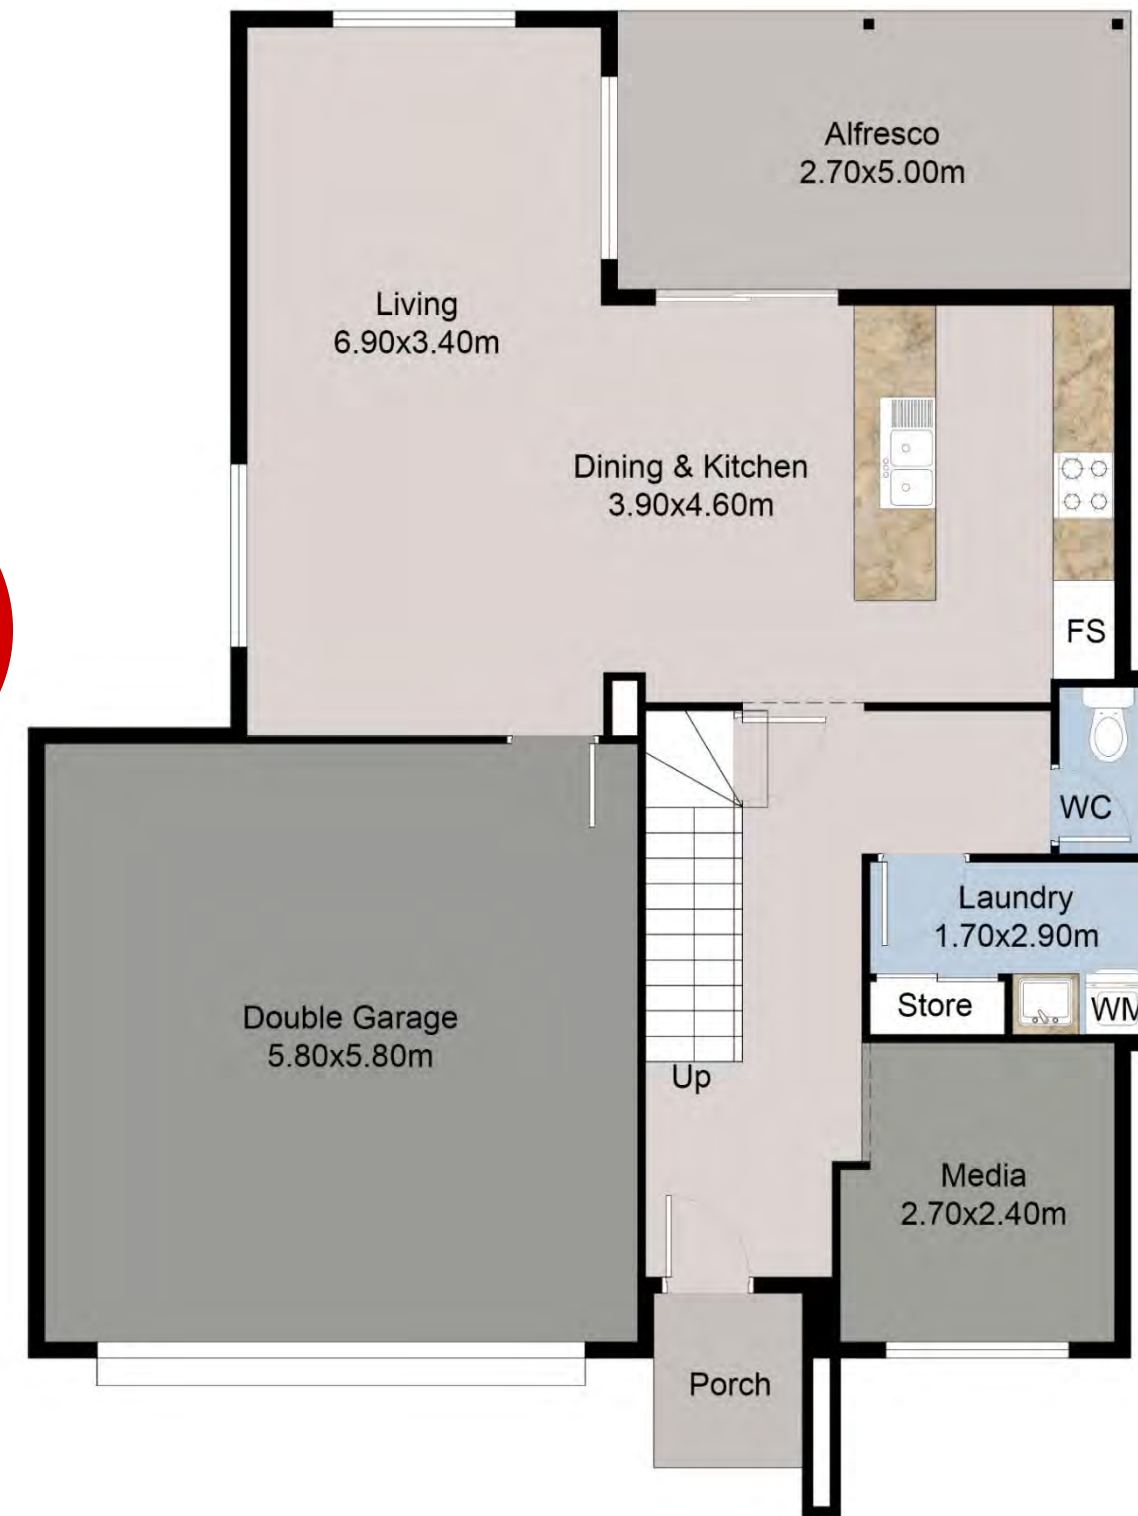 Alfresco
2.70x5.00m
Living
6.90x3.40m
Dining & Kitchen
3.90x4.60m
FS
WC
Laundry
1.70x2.90m
Store
WM
Double Garage
5.80x5.80m
Up
Media
2.70x2.40m
Porch